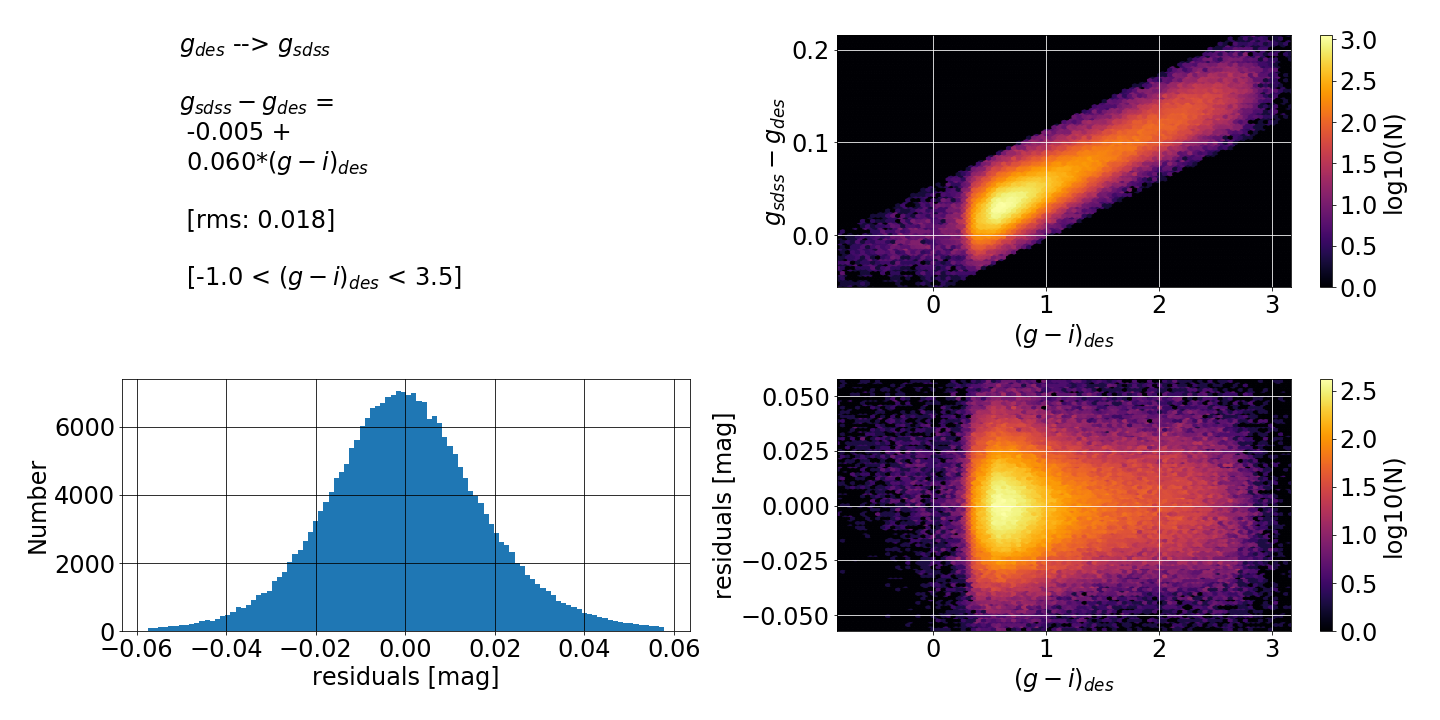 g_des --> g_sdss
g_sdss − g_des =
-0.005 +
0.060*(g − i)_des
[rms: 0.018]
[-1.0 < (g − i)_des < 3.5]
0.2
0.1
0.0
g_sdss − g_des
0 1 2 3
(g − i)_des
3.0
2.5
2.0
1.5
1.0
0.5
0.0
log10(N)
6000
4000
2000
0
Number
−0.06 −0.04 −0.02 0.00 0.02 0.04 0.06
residuals [mag]
0.050
0.025
0.000
−0.025
−0.050
residuals [mag]
0 1 2 3
(g − i)_des
2.5
2.0
1.5
1.0
0.5
0.0
log10(N)